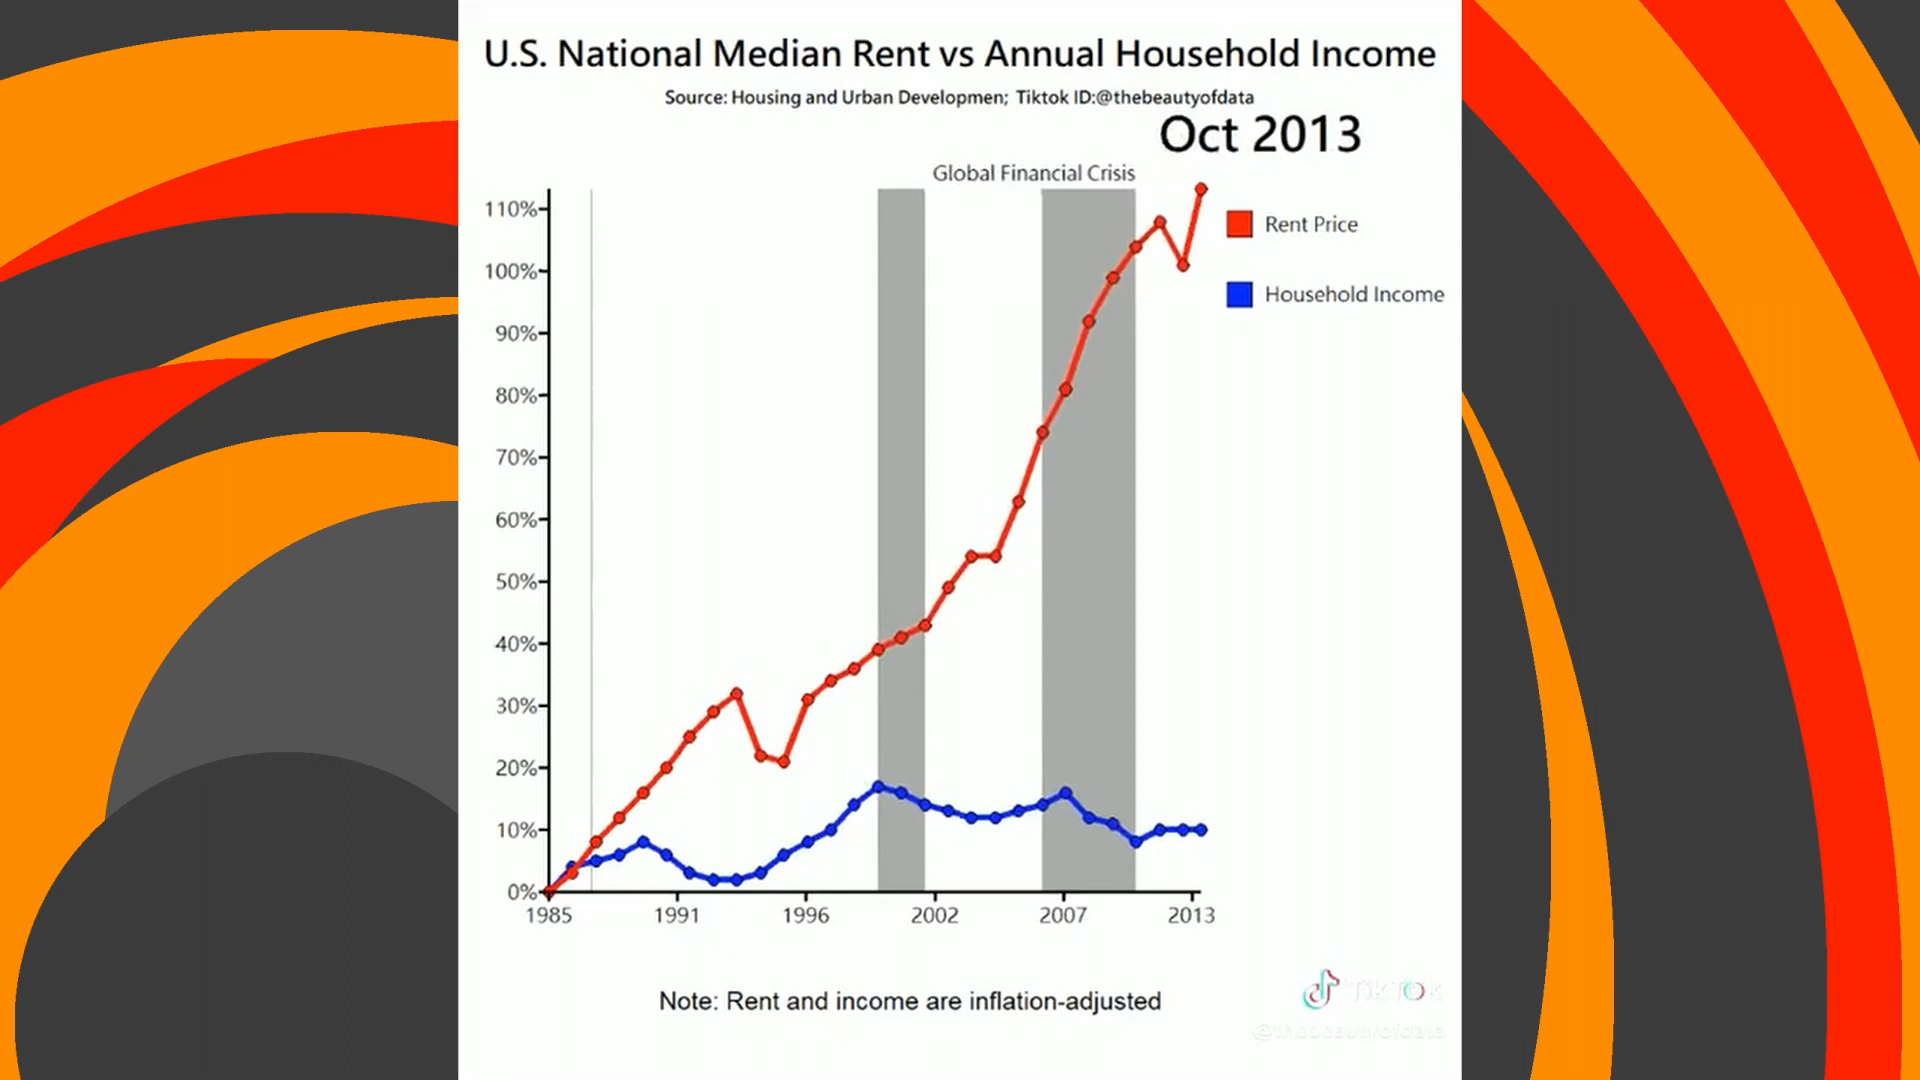 U.S. National Median Rent vs Annual Household Income
Source: Housing and Urban Developmen; Tiktok ID:@thebeautyofdata
Oct 2013
Global Financial Crisis
110%
100%
90%
80%
70%
60%
50%
40%
30%
20%
10%
0%
Rent Price
Household Income
1985 1991 1996 2002 2007 2013
Note: Rent and income are inflation-adjusted
TikTok
@thebeautyofdata